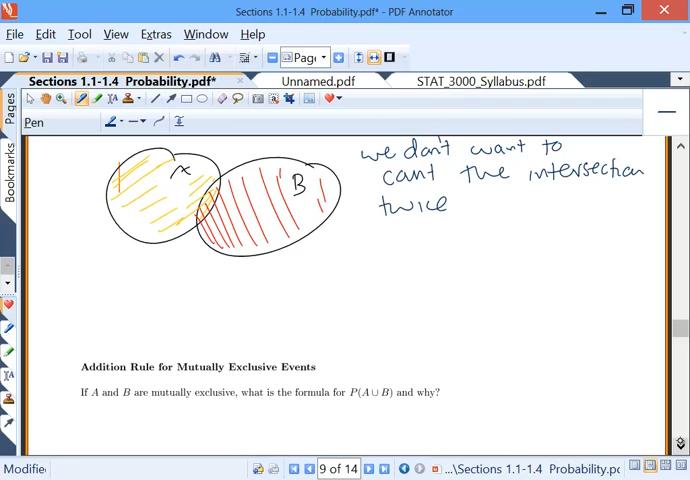 Sections 1.1-1.4 Probability.pdf* - PDF Annotator
File Edit Tool View Extras Window Help
Page
Sections 1.1-1.4 Probability.pdf* Unnamed.pdf STAT_3000_Syllabus.pdf
Pen
Pages
Bookmarks
we don't want to
A
cant the intersection
B
twice
Addition Rule for Mutually Exclusive Events
If A and B are mutually exclusive, what is the formula for P(A ∪ B) and why?
Modifie 9 of 14 ...\Sections 1.1-1.4 Probability.pc